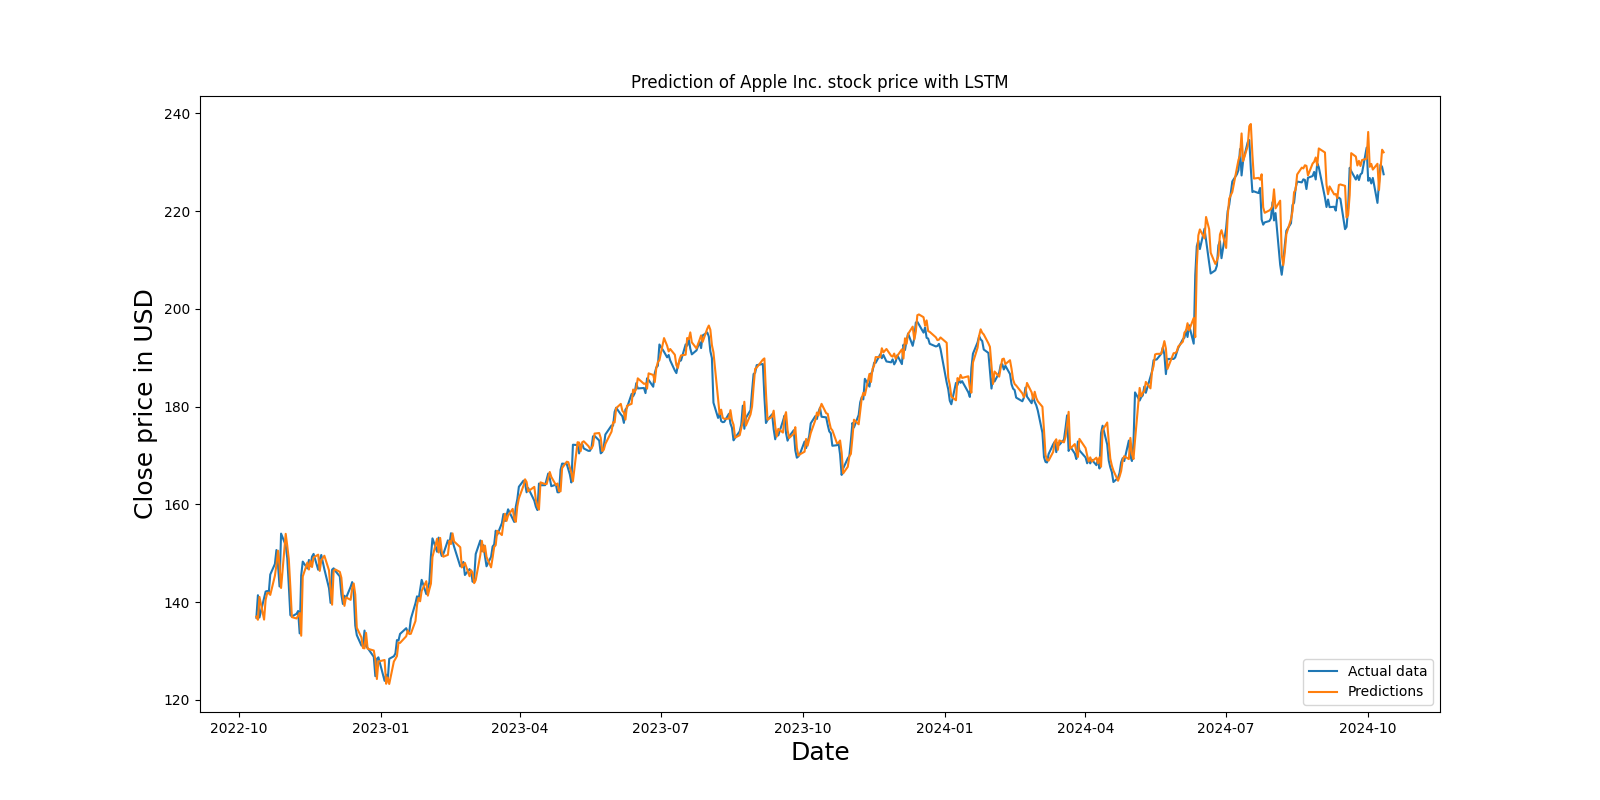 Prediction of Apple Inc. stock price with LSTM
Close price in USD
240
220
200
180
160
140
120
Actual data
Predictions
2022-10 2023-01 2023-04 2023-07 2023-10 2024-01 2024-04 2024-07 2024-10
Date